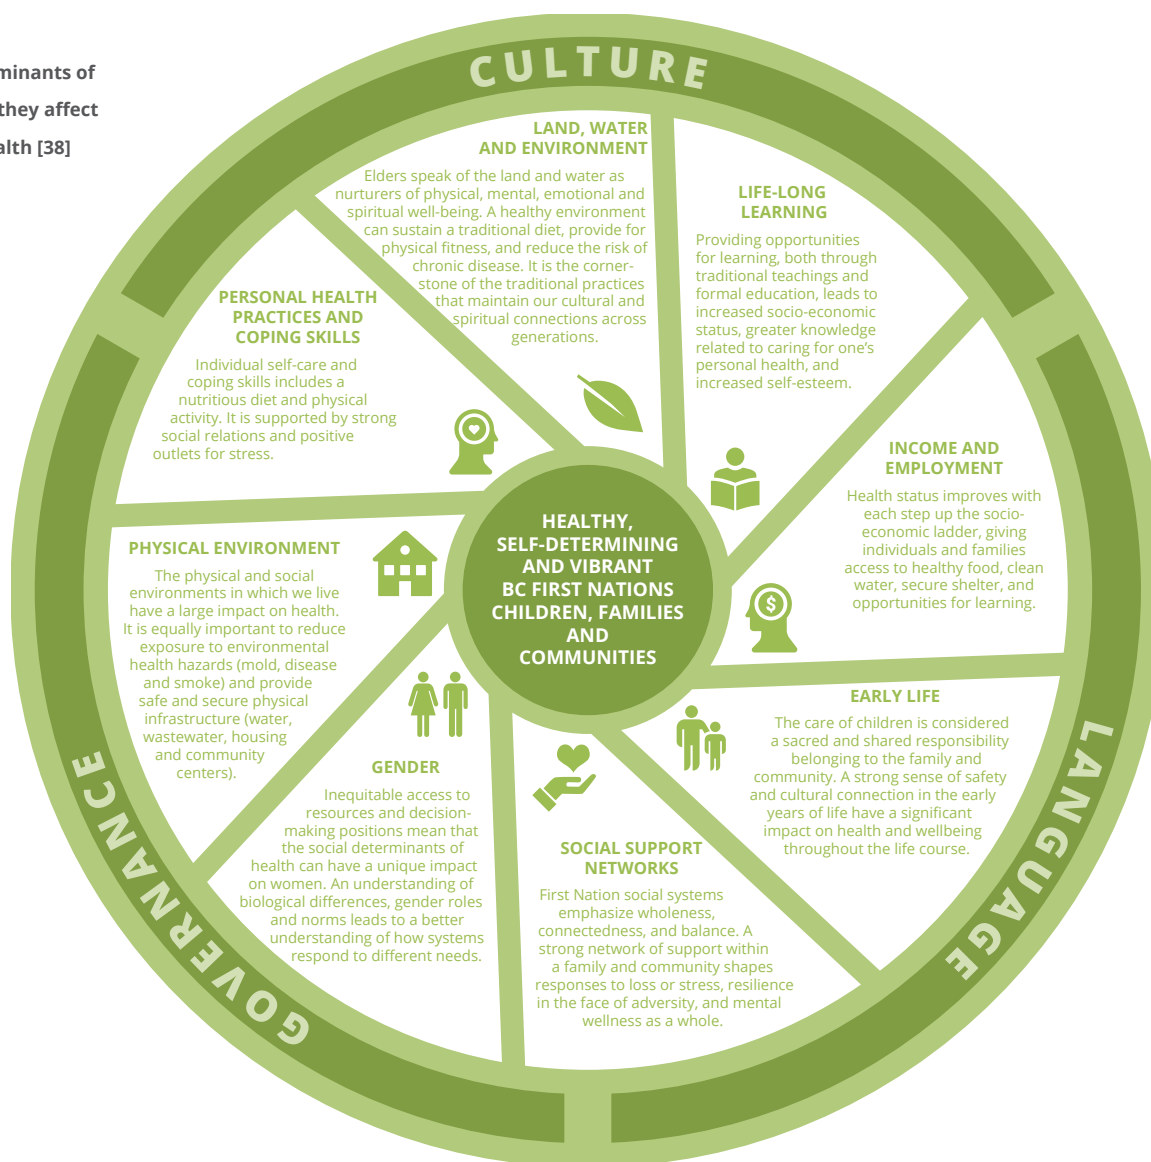 minants of
they affect
alth [38]
CULTURE
LAND, WATER
AND ENVIRONMENT
Elders speak of the land and water as
nurturers of physical, mental, emotional and
spiritual well-being. A healthy environment
can sustain a traditional diet, provide for
physical fitness, and reduce the risk of
chronic disease. It is the corner-
stone of the traditional practices
that maintain our cultural and
spiritual connections across
generations.
LIFE-LONG
LEARNING
Providing opportunities
for learning, both through
traditional teachings and
formal education, leads to
increased socio-economic
status, greater knowledge
related to caring for one's
personal health, and
increased self-esteem.
INCOME AND
EMPLOYMENT
Health status improves with
each step up the socio-
economic ladder, giving
individuals and families
access to healthy food, clean
water, secure shelter, and
opportunities for learning.
$
EARLY LIFE
The care of children is considered
a sacred and shared responsibility
belonging to the family and
community. A strong sense of safety
and cultural connection in the early
years of life have a significant
impact on health and wellbeing
throughout the life course.
SOCIAL SUPPORT
NETWORKS
First Nation social systems
emphasize wholeness,
connectedness, and balance. A
strong network of support within
a family and community shapes
responses to loss or stress, resilience
in the face of adversity, and mental
wellness as a whole.
GENDER
Inequitable access to
resources and decision-
making positions mean that
the social determinants of
health can have a unique impact
on women. An understanding of
biological differences, gender roles
and norms leads to a better
understanding of how systems
respond to different needs.
PHYSICAL ENVIRONMENT
The physical and social
environments in which we live
have a large impact on health.
It is equally important to reduce
exposure to environmental
health hazards (mold, disease
and smoke) and provide
safe and secure physical
infrastructure (water,
wastewater, housing
and community
centers).
PERSONAL HEALTH
PRACTICES AND
COPING SKILLS
Individual self-care and
coping skills includes a
nutritious diet and physical
activity. It is supported by strong
social relations and positive
outlets for stress.
HEALTHY,
SELF-DETERMINING
AND VIBRANT
BC FIRST NATIONS
CHILDREN, FAMILIES
AND
COMMUNITIES
LANGUAGE
GOVERNANCE